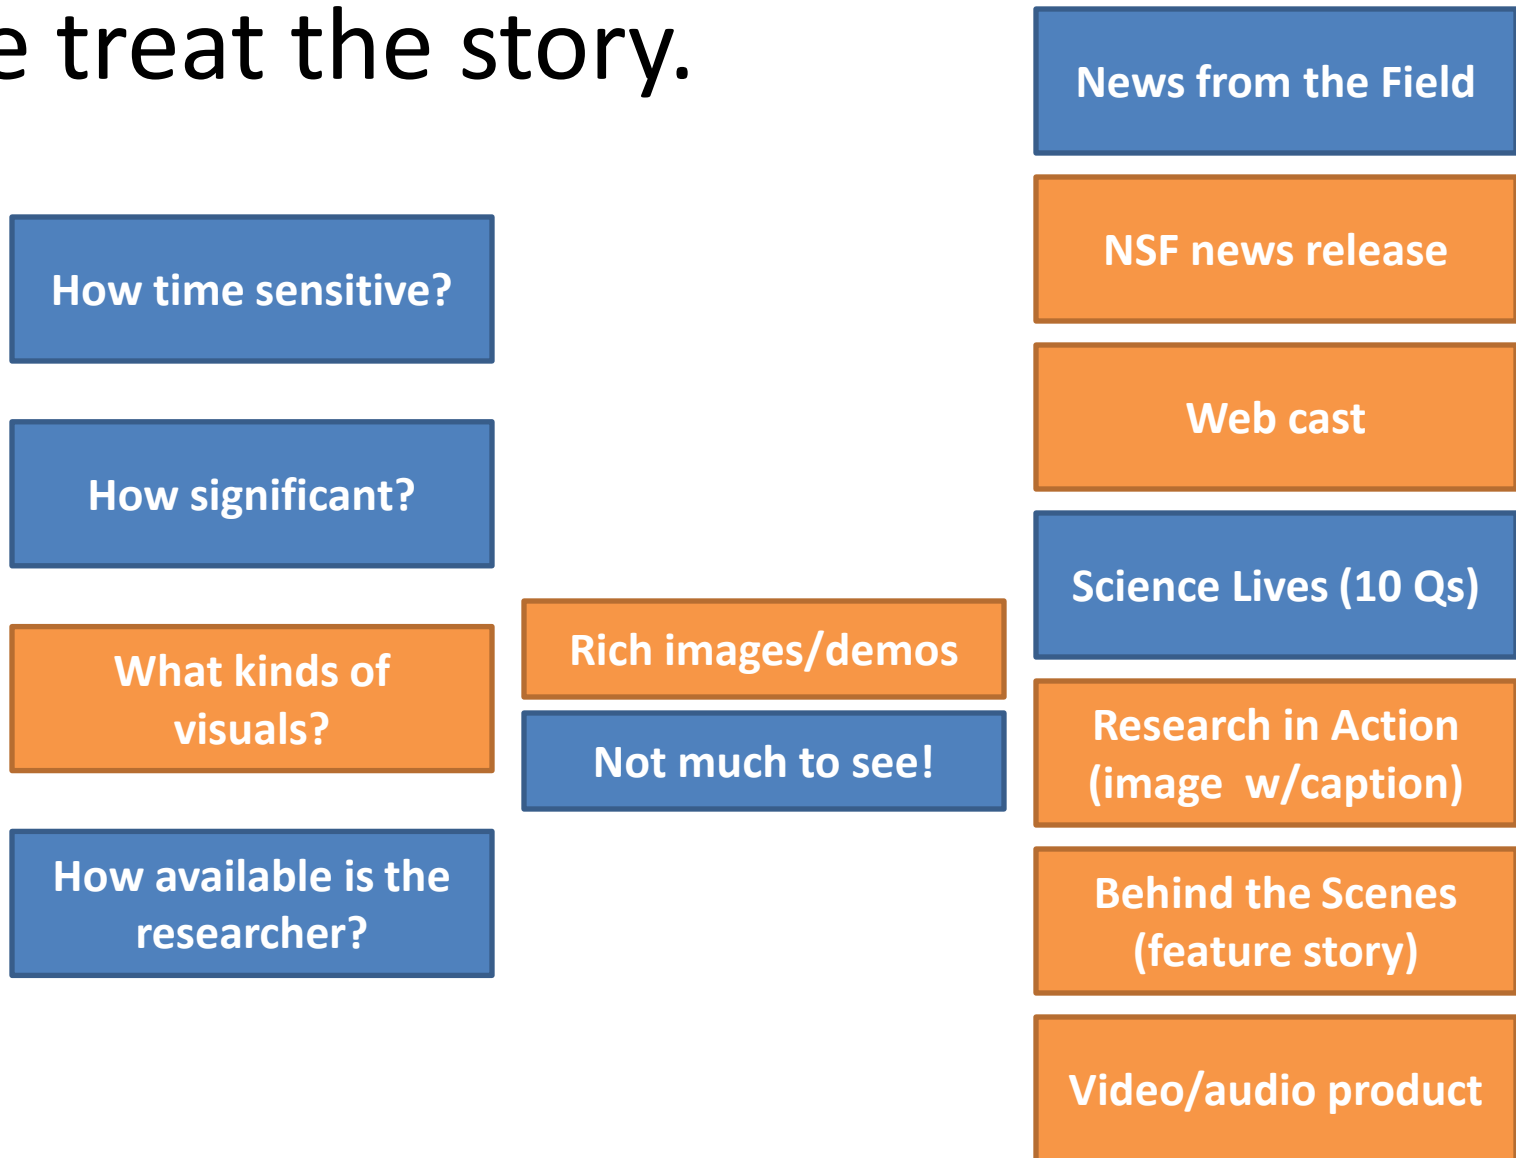 e treat the story.
How time sensitive?
How significant?
What kinds of
visuals?
How available is the
researcher?
Rich images/demos
Not much to see!
News from the Field
NSF news release
Web cast
Science Lives (10 Qs)
Research in Action
(image  w/caption)
Behind the Scenes
(feature story)
Video/audio product